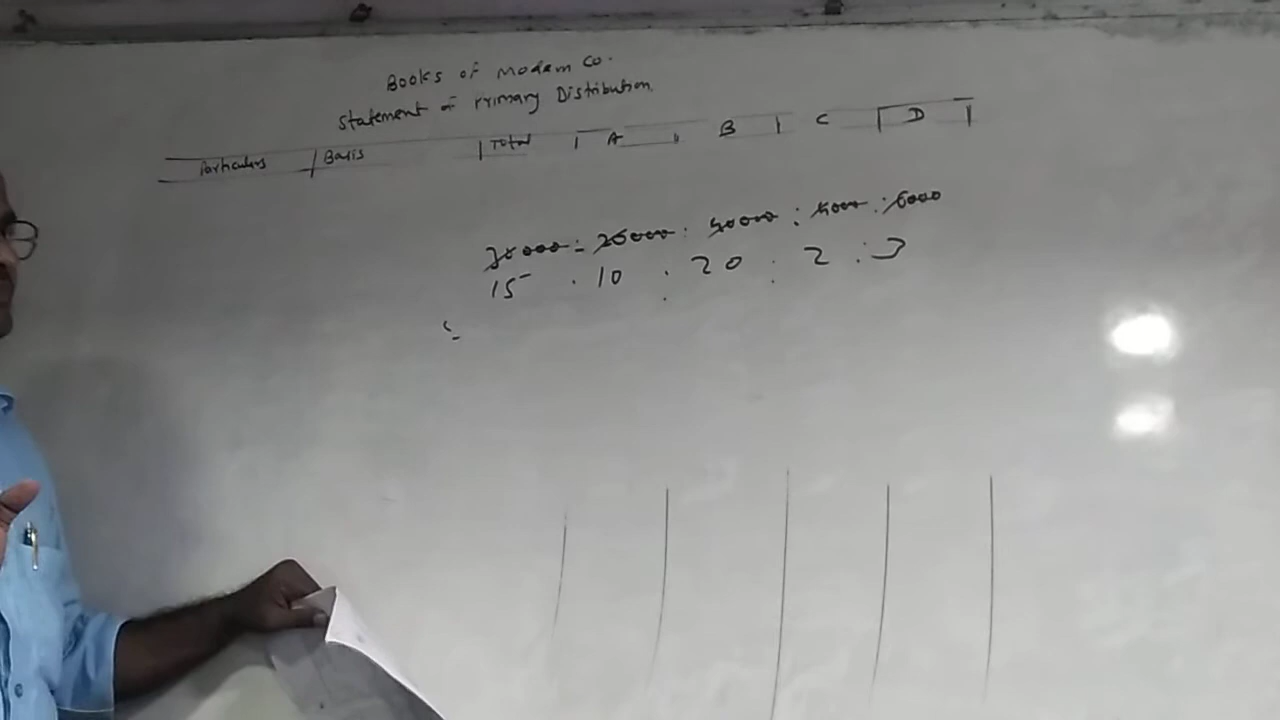 Books of Modern Co.
Statement of Primary Distribution.
Particulars | Basis | Total | A | B | C | D |
30000 : 20000 : 40000 : 4000 : 6000
15 : 10 : 20 : 2 : 3